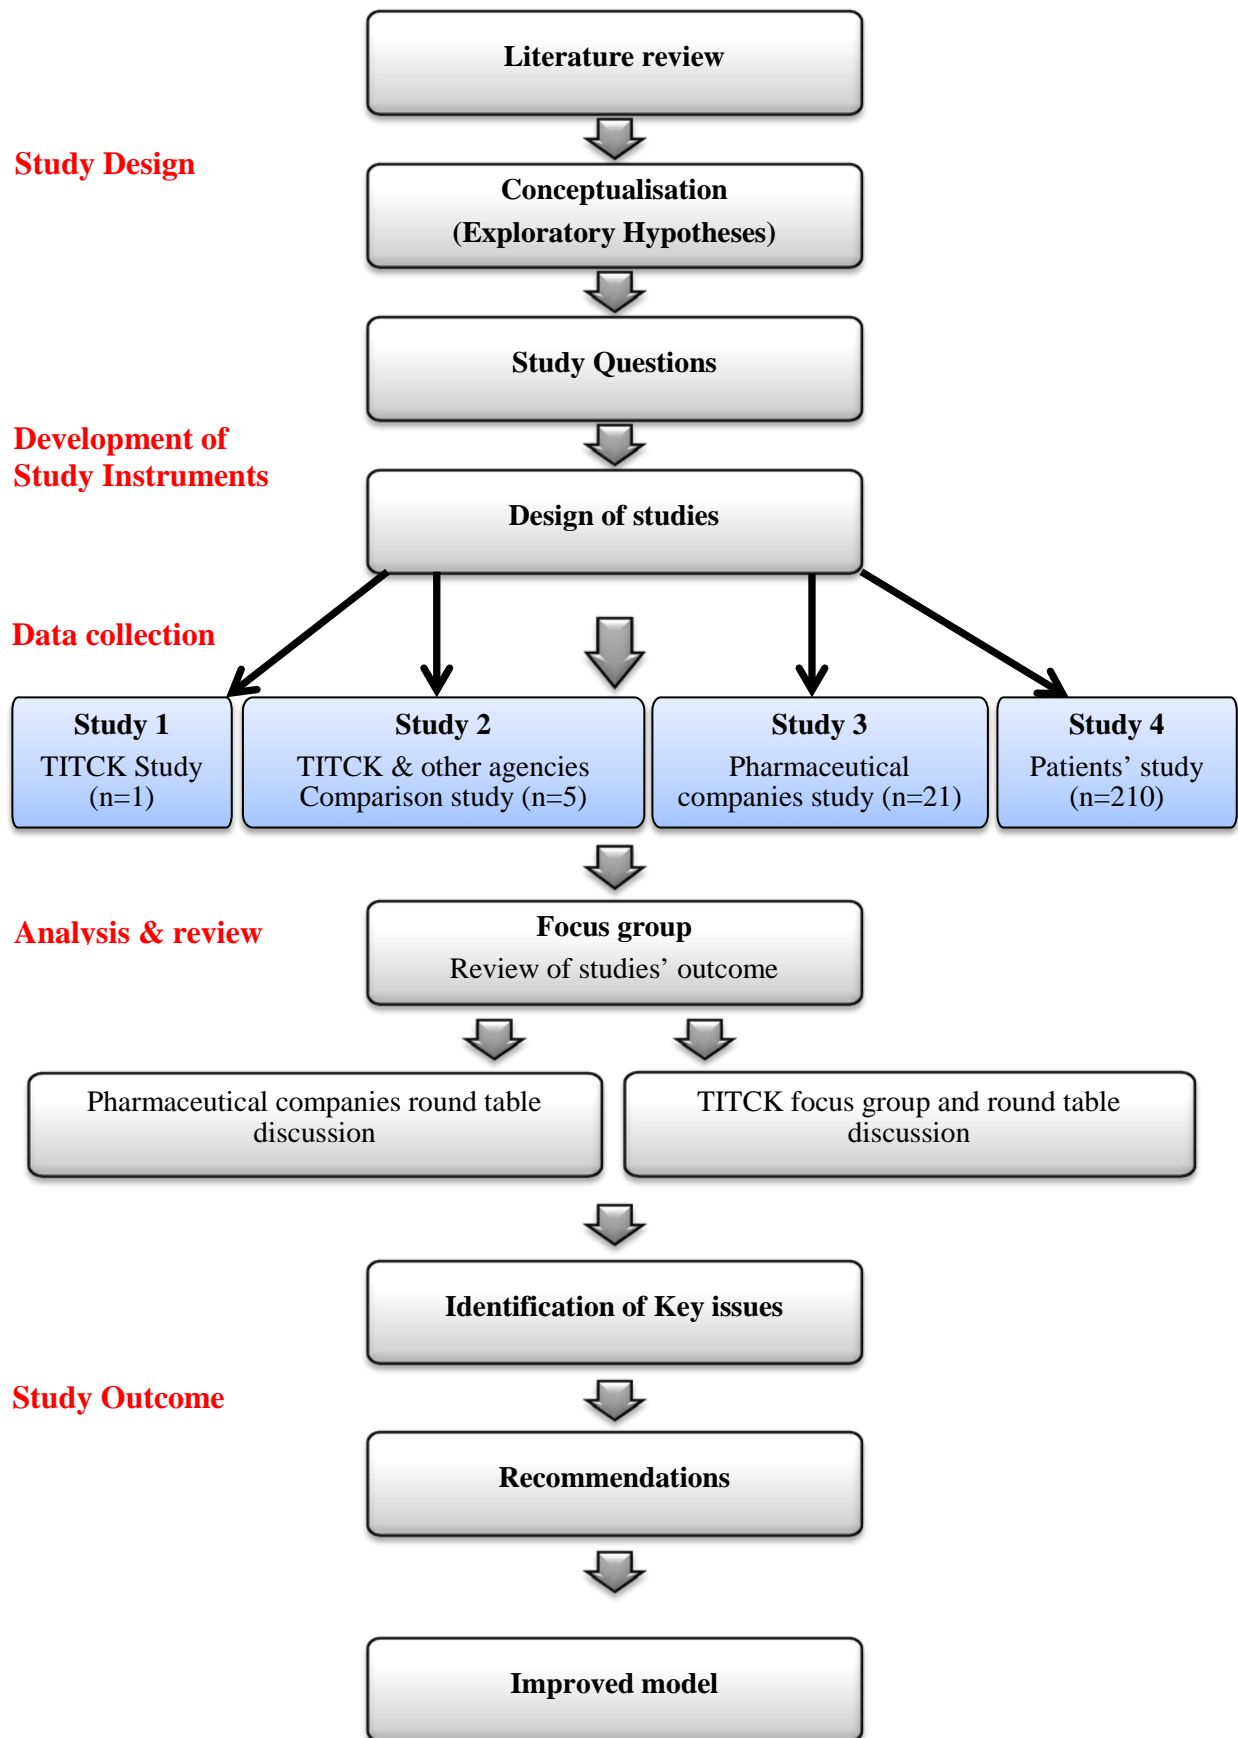 Literature review
Study Design
Conceptualisation
(Exploratory Hypotheses)
Study Questions
Development of
Study Instruments
Design of studies
Data collection
Study 1
TITCK Study
(n=1)
Study 2
TITCK & other agencies
Comparison study (n=5)
Study 3
Pharmaceutical
companies study (n=21)
Study 4
Patients’ study
(n=210)
Analysis & review
Focus group
Review of studies’ outcome
Pharmaceutical companies round table
discussion
TITCK focus group and round table
discussion
Identification of Key issues
Study Outcome
Recommendations
Improved model